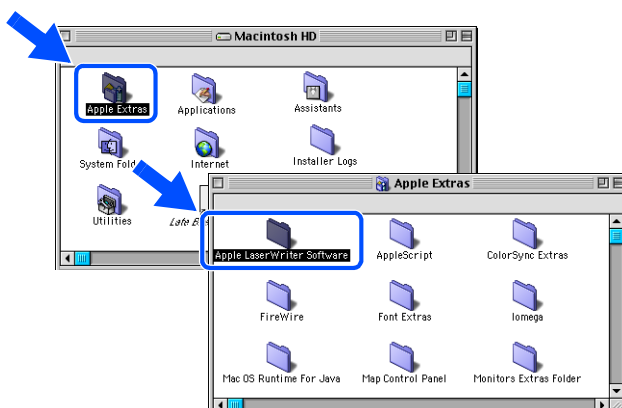 Macintosh HD
Apple Extras
Applications
Assistants
System Fold
Internet
Installer Logs
Utilities
Apple Extras
Apple LaserWriter Software
AppleScript
ColorSync Extras
FireWire
Font Extras
Iomega
Mac OS Runtime For Java
Map Control Panel
Monitors Extras Folder